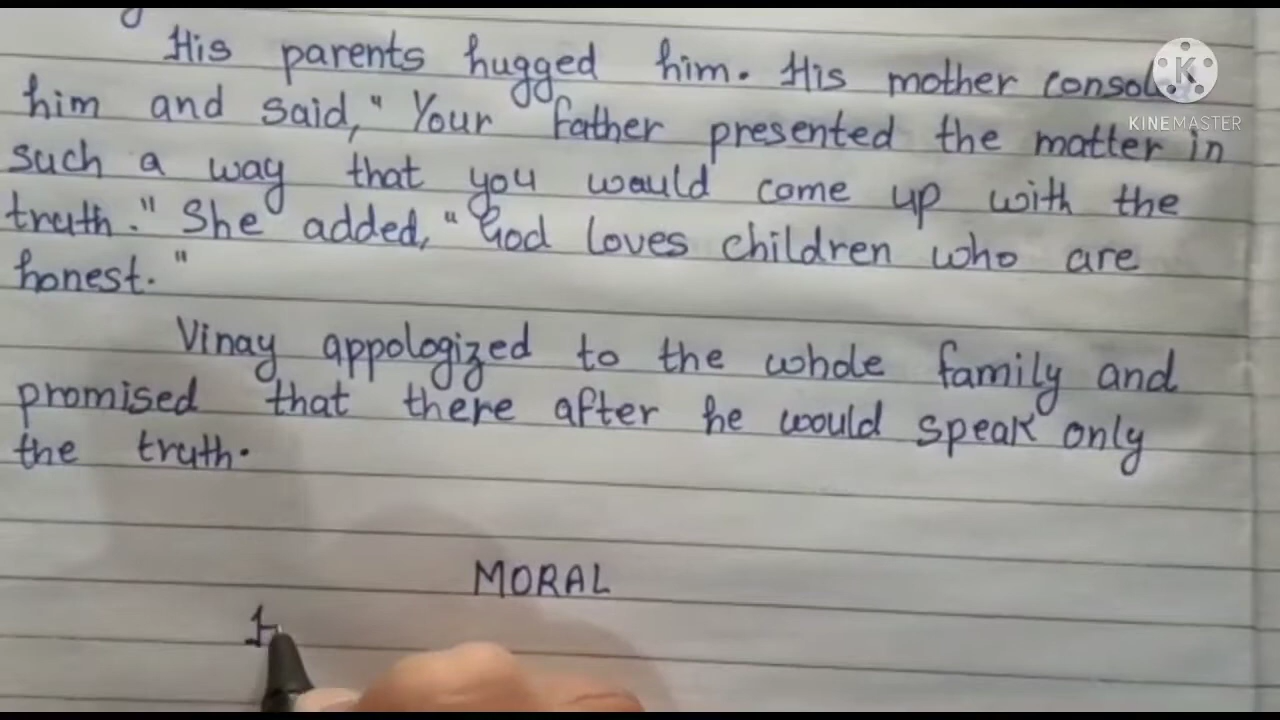 His parents hugged him. His mother
him and said, " Your father presented the matter in
such a way that you would come up with the
truth." She added, " God loves children who are
honest. "
Vinay appologized to the whole family and
promised that there after he would speak only
the truth.
MORAL
K
KINEMASTER